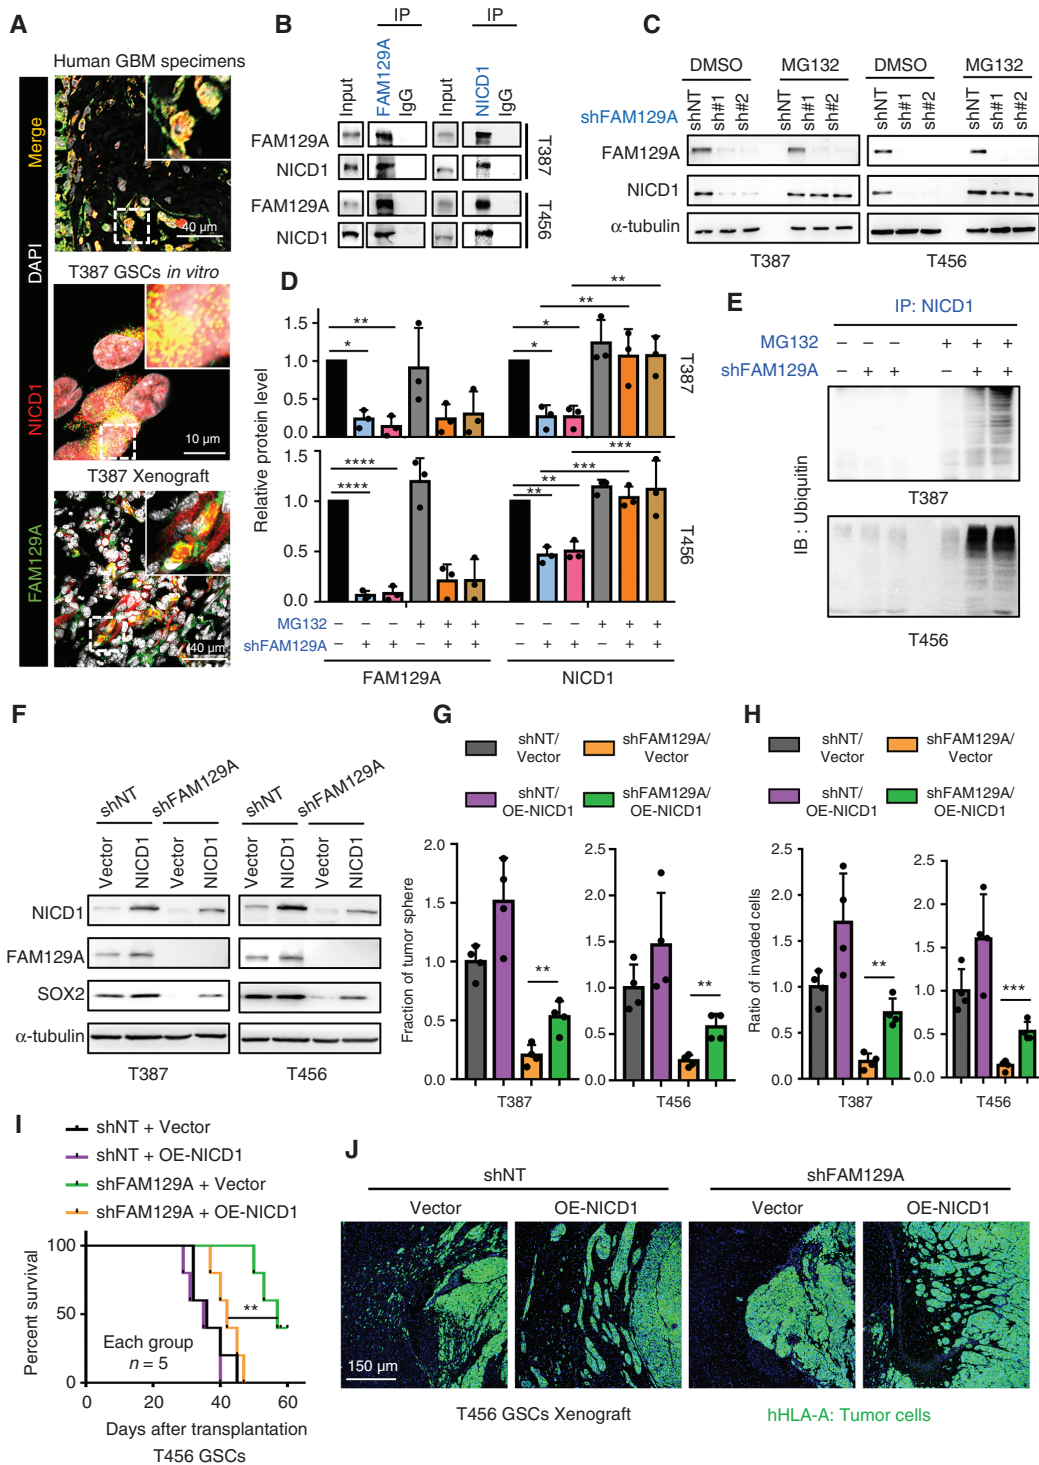 A
Human GBM specimens
FAM129A NICD1 DAPI Merge
40 μm
T387 GSCs in vitro
10 μm
T387 Xenograft
40 μm
B
IP IP
Input FAM129A IgG Input NICD1 IgG
FAM129A
NICD1
T387
FAM129A
NICD1
T456
C
DMSO MG132 DMSO MG132
shFAM129A shNT sh#1 sh#2 shNT sh#1 sh#2 shNT sh#1 sh#2 shNT sh#1 sh#2
FAM129A
NICD1
α-tubulin
T387 T456
D
Relative protein level
1.5
1.0
0.5
0.0
** * * * ** **
T387
1.5
1.0
0.5
0.0
**** **** ** ** *** ***
T456
MG132 – – – + + + – – – + + +
shFAM129A – + + – + + – + + – + +
FAM129A NICD1
E
IP: NICD1
MG132 – – – + + +
shFAM129A – + + – + +
IB : Ubiquitin
T387
T456
F
shNT shFAM129A shNT shFAM129A
Vector NICD1 Vector NICD1 Vector NICD1 Vector NICD1
NICD1
FAM129A
SOX2
α-tubulin
T387 T456
G
shNT/
Vector
shFAM129A/
Vector
shNT/
OE-NICD1
shFAM129A/
OE-NICD1
Fraction of tumor sphere
2.0
1.5
1.0
0.5
0.0
**
T387
2.5
2.0
1.5
1.0
0.5
0.0
**
T456
H
shNT/
Vector
shFAM129A/
Vector
shNT/
OE-NICD1
shFAM129A/
OE-NICD1
Ratio of invaded cells
2.5
2.0
1.5
1.0
0.5
0.0
**
T387
2.5
2.0
1.5
1.0
0.5
0.0
***
T456
I
shNT + Vector
shNT + OE-NICD1
shFAM129A + Vector
shFAM129A + OE-NICD1
Percent survival
100
50
0
**
Each group
n = 5
0 20 40 60
Days after transplantation
T456 GSCs
J
shNT shFAM129A
Vector OE-NICD1 Vector OE-NICD1
150 μm
T456 GSCs Xenograft hHLA-A: Tumor cells